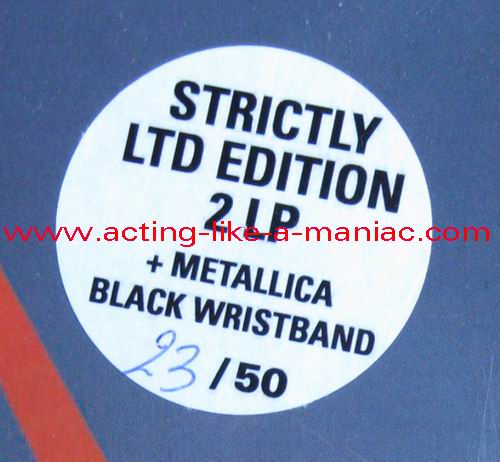 STRICTLY
LTD EDITION
2 LP
www.acting-like-a-maniac.com
+ METALLICA
BLACK WRISTBAND
23 / 50